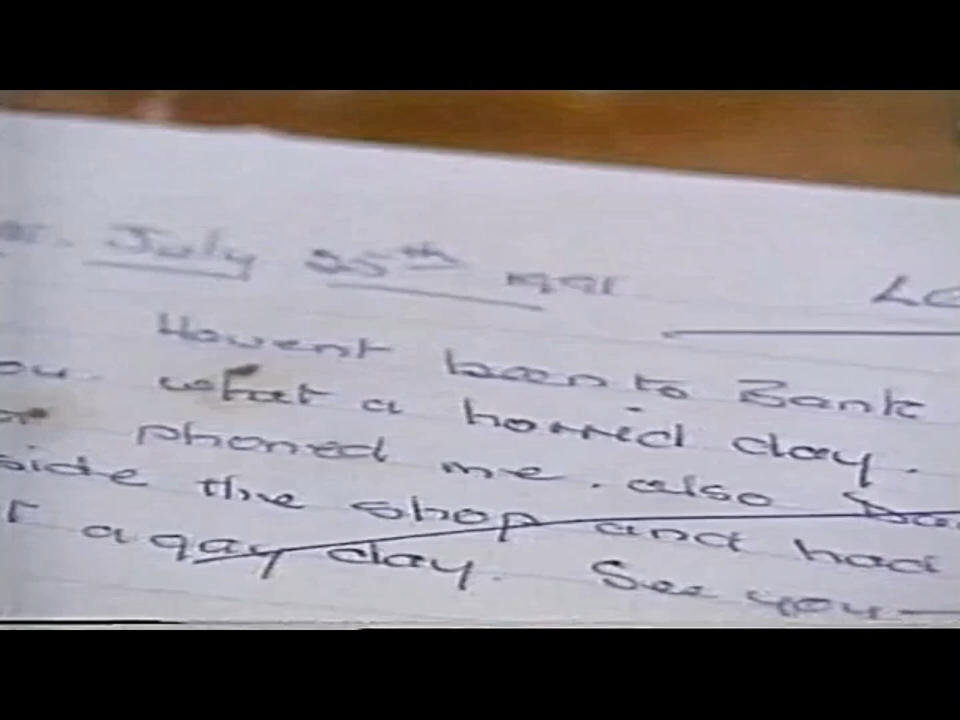 July 25th 1991
Havent been to Bank
what a horrid day.
phoned me. also
side the shop and had
a gay day. See you